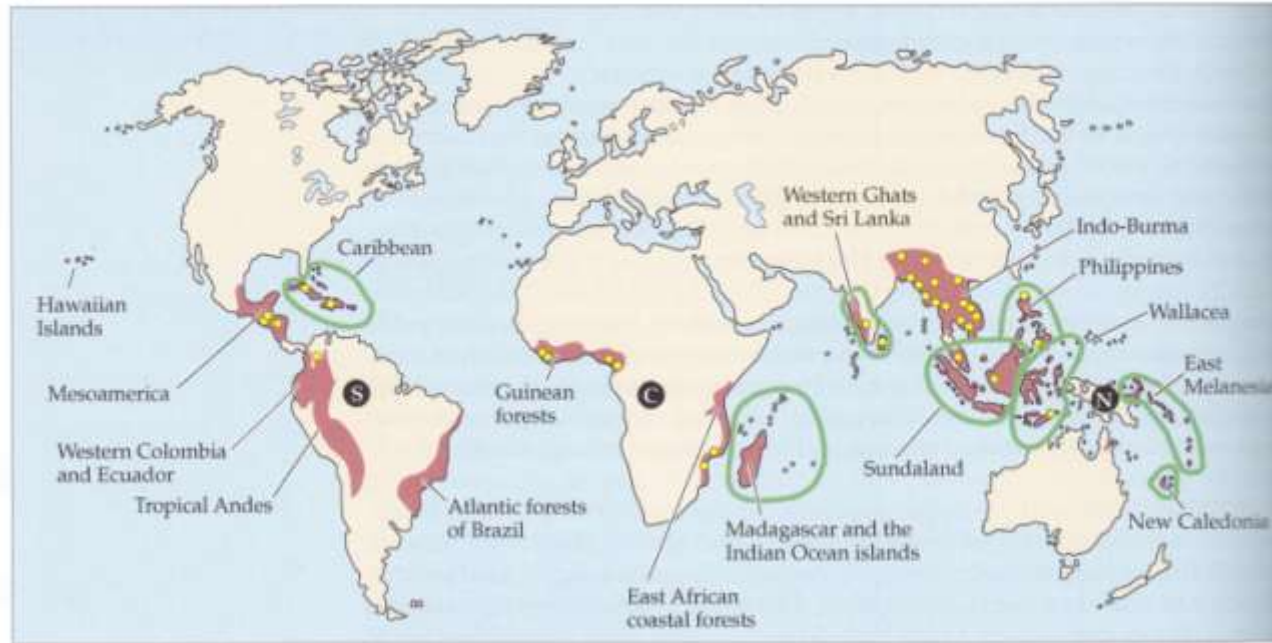 Hawaiian
Islands
Caribbean
Mesoamerica
Western Colombia
and Ecuador
Tropical Andes
S
Atlantic forests
of Brazil
Guinean
forests
C
East African
coastal forests
Madagascar and the
Indian Ocean islands
Western Ghats
and Sri Lanka
Indo-Burma
Philippines
Wallacea
East
Melanesia
N
Sundaland
New Caledonia